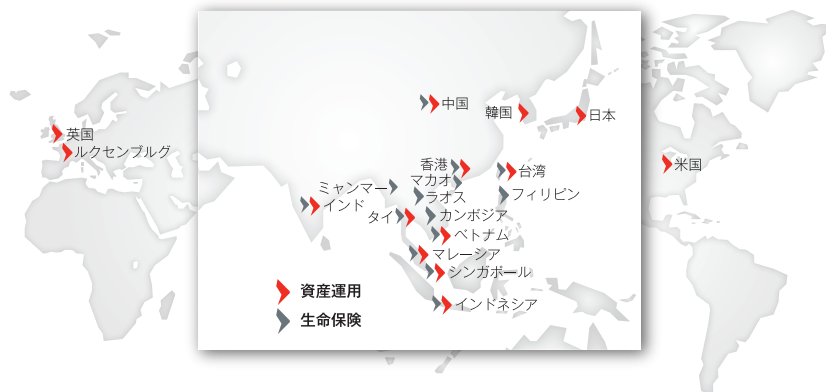 中国
韓国
日本
英国
ルクセンブルグ
米国
香港
台湾
マカオ
ミャンマー
ラオス
フィリピン
インド
タイ
カンボジア
ベトナム
マレーシア
シンガポール
資産運用
インドネシア
生命保険